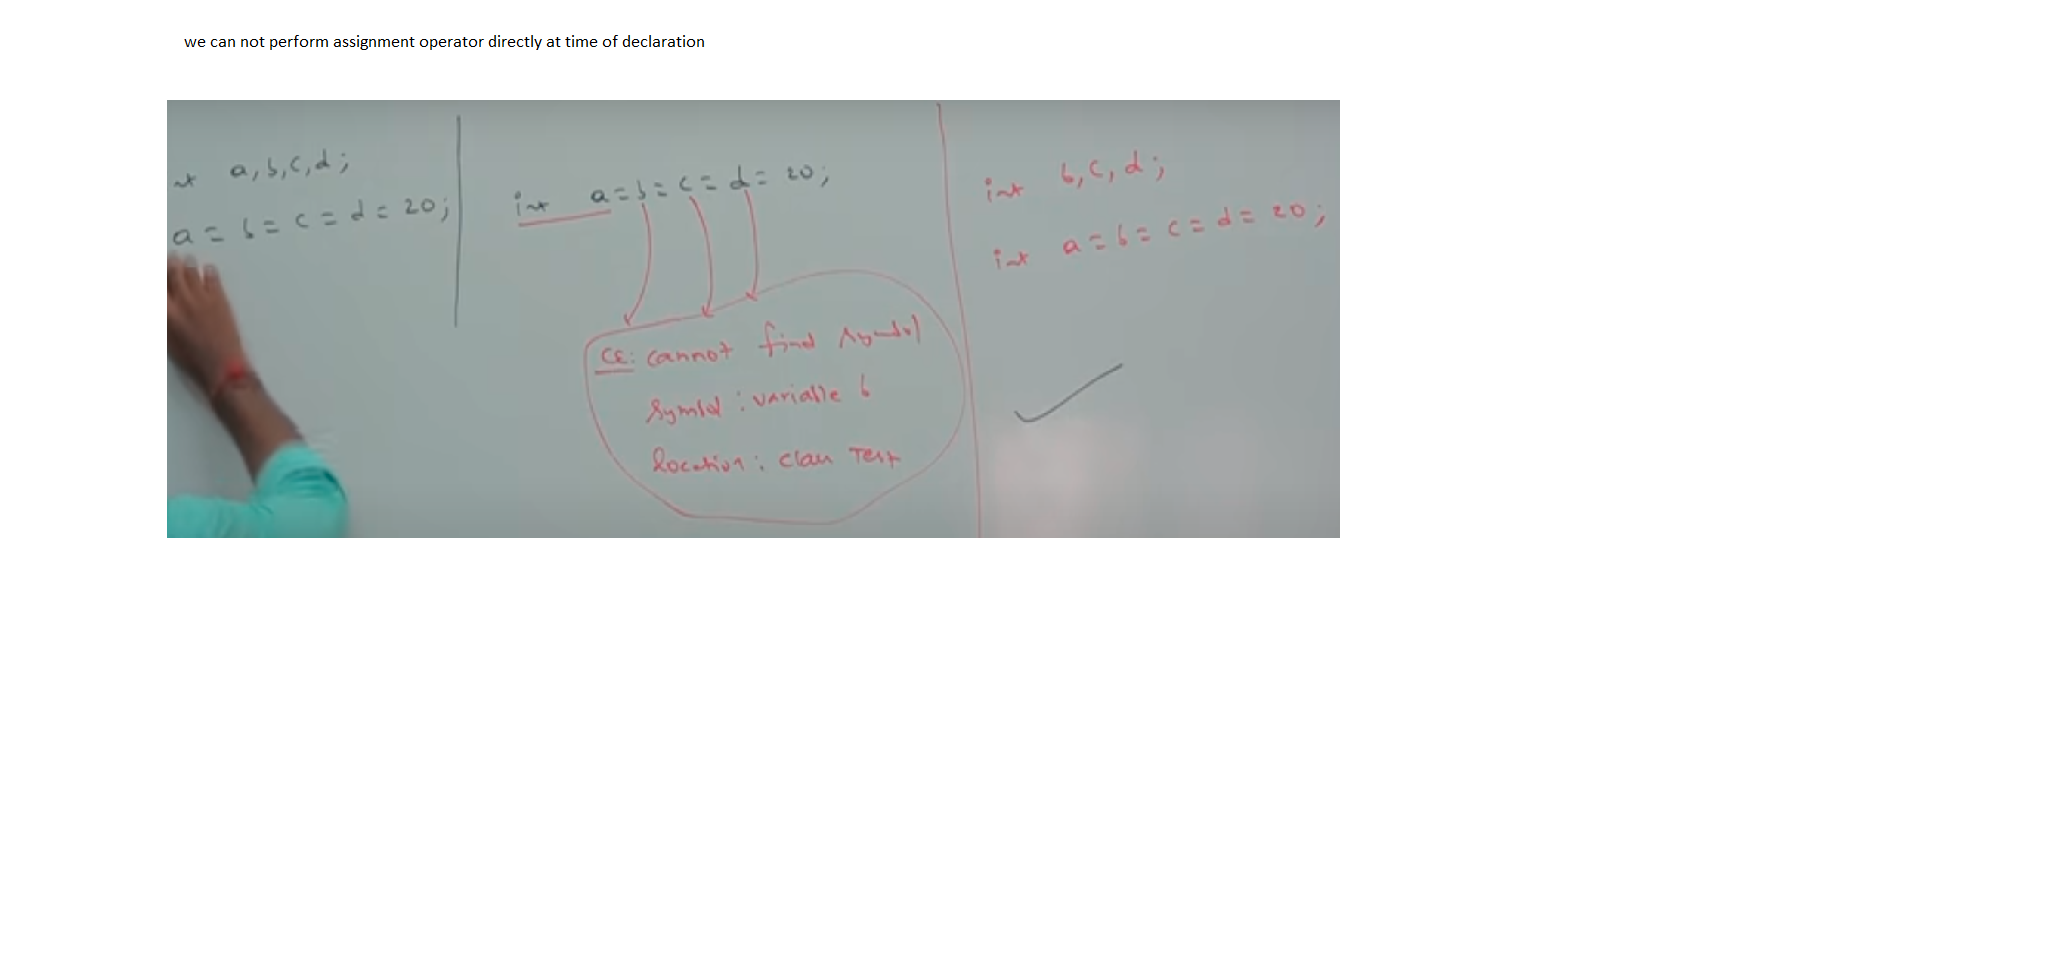 we can not perform assignment operator directly at time of declaration
a,b,c,d;
a = b = c = d = 20;
int a = b = c = d = 20;
CE: cannot find symbol
symbol : variable b
location : class Test
int b, c, d ;
int a = b = c = d = 20 ;